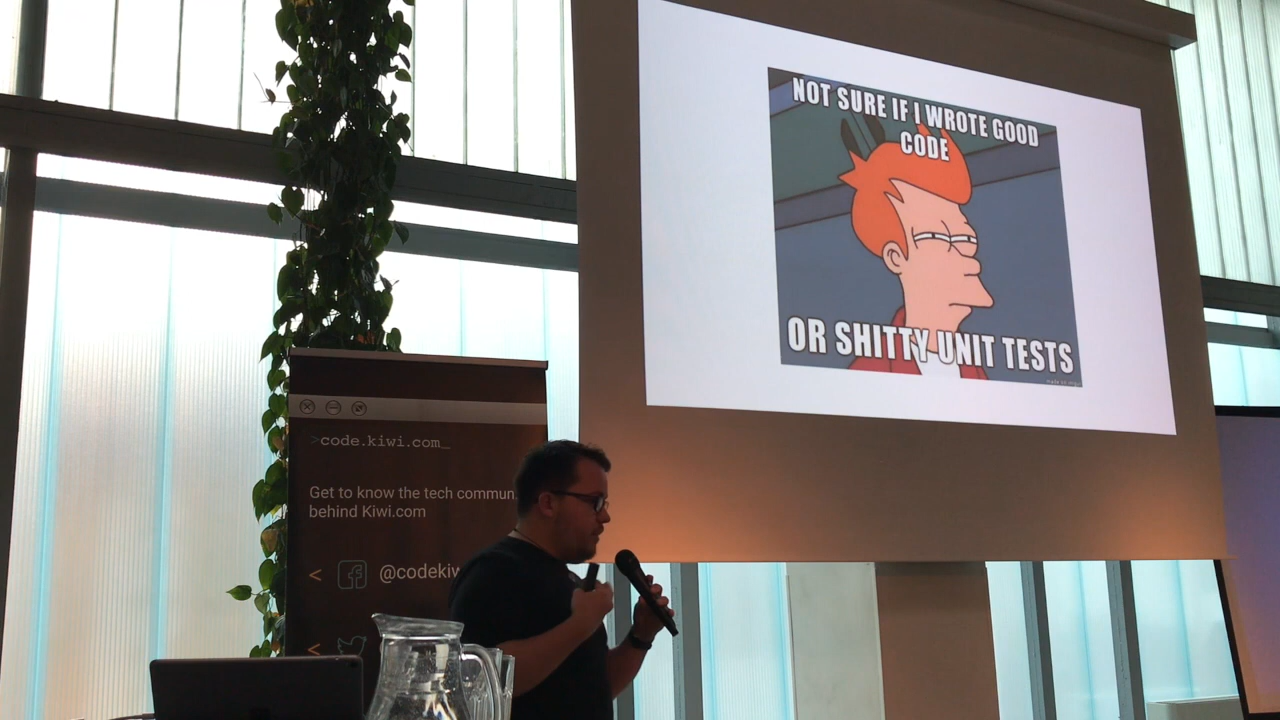 NOT SURE IF I WROTE GOOD
CODE
OR SHITTY UNIT TESTS
>code.kiwi.com_
Get to know the tech commun
behind Kiwi.com
< @codekiw
<